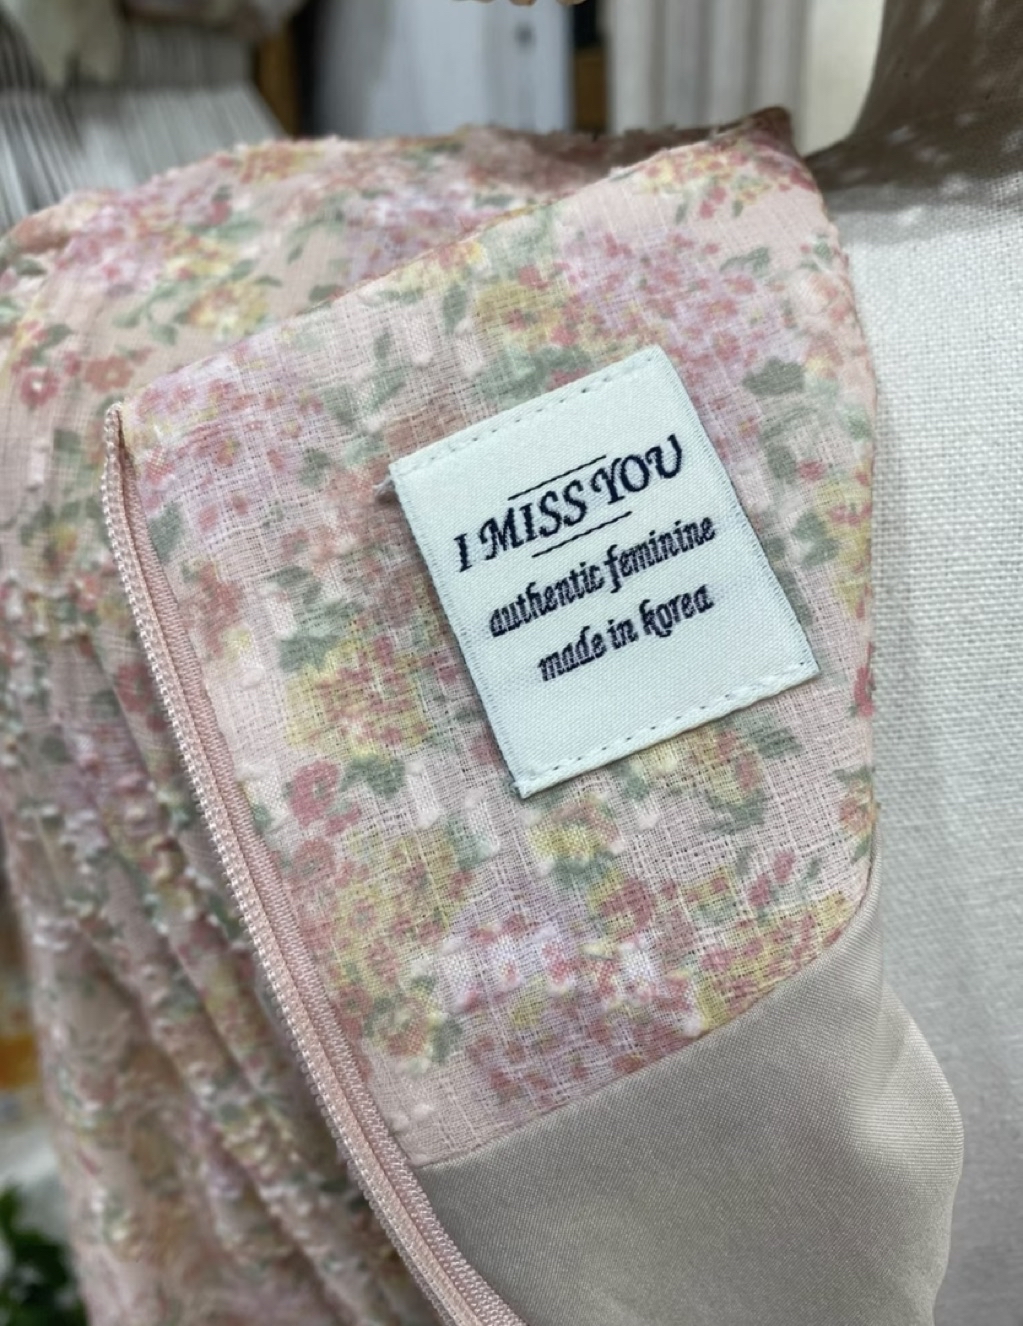 I MISS YOU
authentic feminine
made in korea